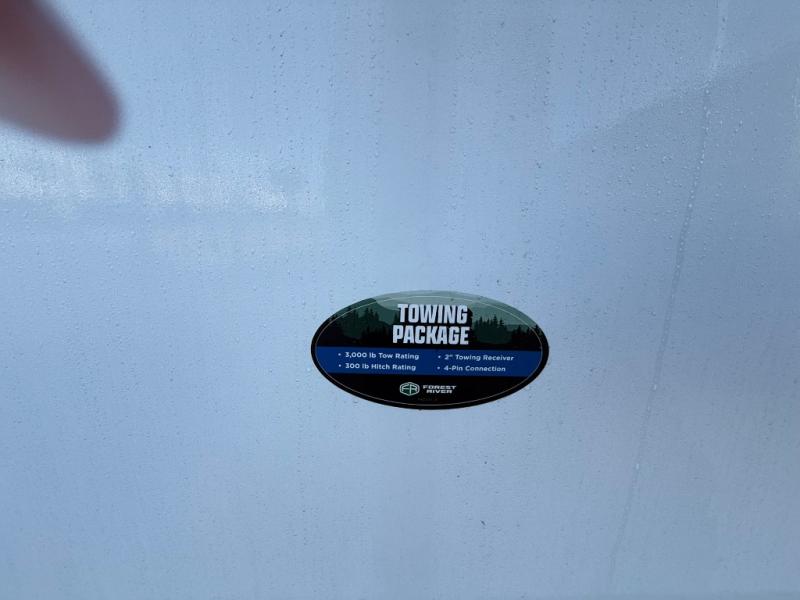 TOWING
PACKAGE
• 3,000 lb Tow Rating
• 300 lb Hitch Rating
• 2" Towing Receiver
• 4-Pin Connection
FR FOREST
RIVER